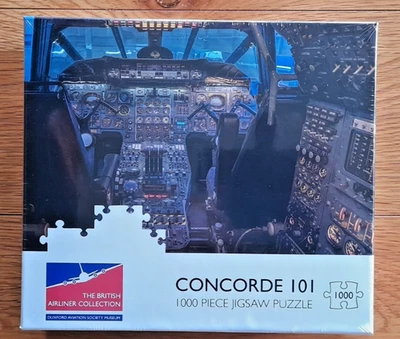 CONCORDE 101
1000 PIECE JIGSAW PUZZLE
1000
THE BRITISH
AIRLINER COLLECTION
DUXFORD AVIATION SOCIETY MUSEUM